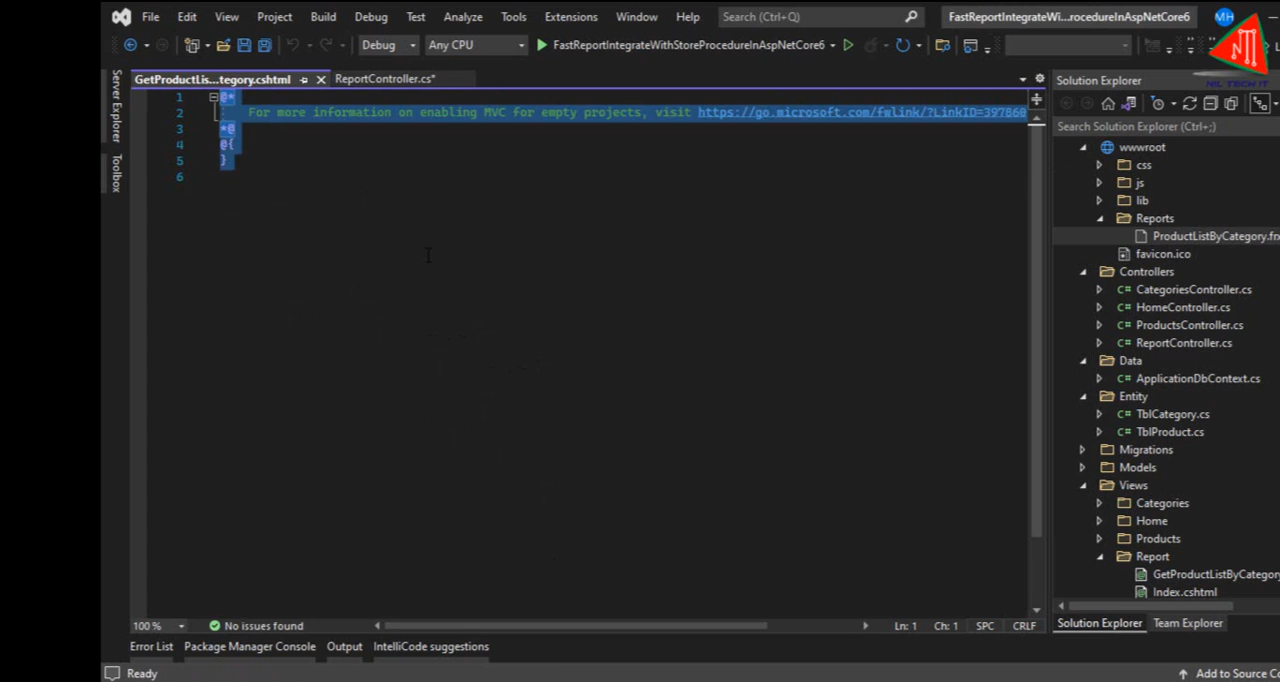 File Edit View Project Build Debug Test Analyze Tools Extensions Window Help Search (Ctrl+Q) FastReportIntegrateWi...rocedureInAspNetCore6 MH
Debug Any CPU FastReportIntegrateWithStoreProcedureInAspNetCore6
ML TECH IT
Server Explorer
Toolbox
GetProductLis...tegory.cshtml ReportController.cs*
1 @*
2 For more information on enabling MVC for empty projects, visit https://go.microsoft.com/fwlink/?LinkID=397860
3 *@
4 @{
5 }
6
100 % No issues found Ln: 1 Ch: 1 SPC CRLF
Error List Package Manager Console Output IntelliCode suggestions
Ready Add to Source Co
Solution Explorer
Search Solution Explorer (Ctrl+;)
wwwroot
css
js
lib
Reports
ProductListByCategory.frx
favicon.ico
Controllers
CategoriesController.cs
HomeController.cs
ProductsController.cs
ReportController.cs
Data
ApplicationDbContext.cs
Entity
TblCategory.cs
TblProduct.cs
Migrations
Models
Views
Categories
Home
Products
Report
GetProductListByCategory
Index.cshtml
Solution Explorer Team Explorer